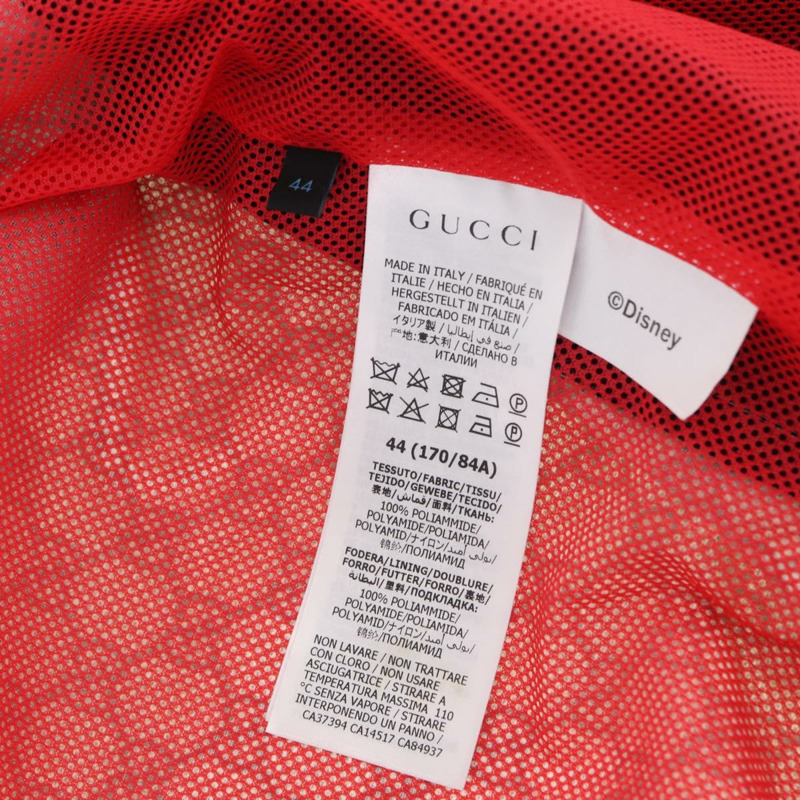 44
GUCCI
MADE IN ITALY / FABRIQUÉ EN
ITALIE / HECHO EN ITALIA /
HERGESTELLT IN ITALIEN /
FABRICADO EM ITÁLIA /
イタリア製 / صنع في إيطاليا /
地:意大利 / СДЕЛАНО В
ИТАЛИИ
©Disney
P
P
44 (170/84A)
TESSUTO/FABRIC/TISSU/
TEJIDO/GEWEBE/TECIDO/
表地/قماش/面料/ТКАНЬ:
100% POLIAMMIDE/
POLYAMIDE/POLIAMIDA/
POLYAMID/ナイロン/بولي أميد/
锦纶/ПОЛИАМИД
FODERA/LINING/DOUBLURE/
FORRO/FUTTER/FORRO/裏地/
البطانة/里料/ПОДКЛАДКА:
100% POLIAMMIDE/
POLYAMIDE/POLIAMIDA/
POLYAMID/ナイロン/بولي أميد/
锦纶/ПОЛИАМИД
NON LAVARE / NON TRATTARE
CON CLORO / NON USARE
ASCIUGATRICE / STIRARE A
TEMPERATURA MASSIMA 110
°C SENZA VAPORE / STIRARE
INTERPONENDO UN PANNO /
CA37394 CA14517 CA84937